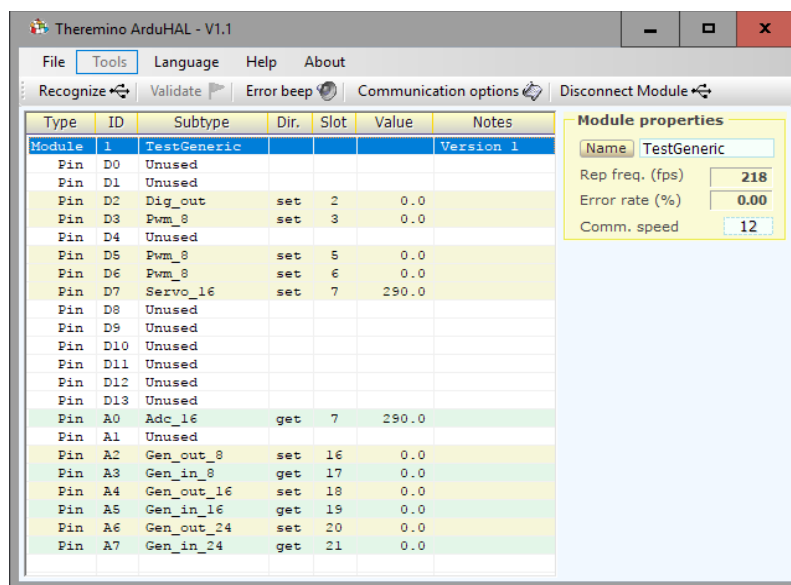 Theremino ArduHAL - V1.1
File Tools Language Help About
Recognize Validate Error beep Communication options Disconnect Module
Type ID Subtype Dir. Slot Value Notes
Module 1 TestGeneric Version 1
Pin D0 Unused
Pin D1 Unused
Pin D2 Dig_out set 2 0.0
Pin D3 Pwm_8 set 3 0.0
Pin D4 Unused
Pin D5 Pwm_8 set 5 0.0
Pin D6 Pwm_8 set 6 0.0
Pin D7 Servo_16 set 7 290.0
Pin D8 Unused
Pin D9 Unused
Pin D10 Unused
Pin D11 Unused
Pin D12 Unused
Pin D13 Unused
Pin A0 Adc_16 get 7 290.0
Pin A1 Unused
Pin A2 Gen_out_8 set 16 0.0
Pin A3 Gen_in_8 get 17 0.0
Pin A4 Gen_out_16 set 18 0.0
Pin A5 Gen_in_16 get 19 0.0
Pin A6 Gen_out_24 set 20 0.0
Pin A7 Gen_in_24 get 21 0.0
Module properties
Name TestGeneric
Rep freq. (fps) 218
Error rate (%) 0.00
Comm. speed 12